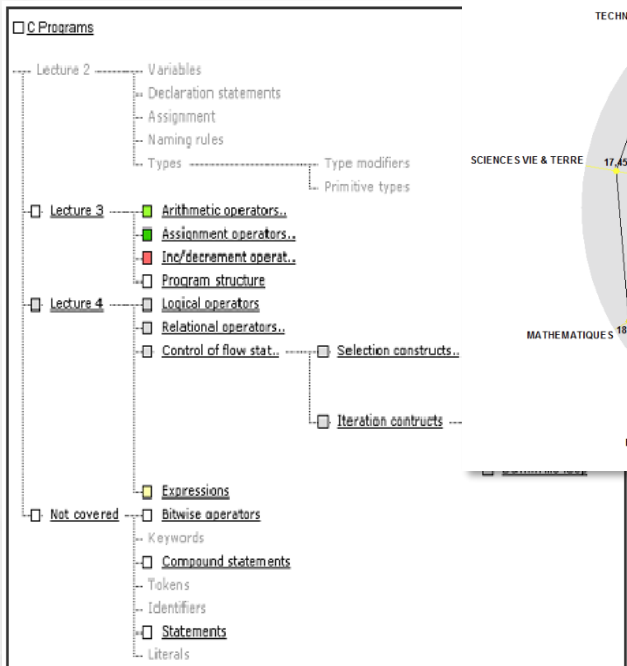 C Programs
TECHN
Lecture 2
Variables
Declaration statements
Assignment
Naming rules
SCIENCES VIE & TERRE
17,45
Types
Type modifiers
Primitive types
Lecture 3
Arithmetic operators..
Assignment operators..
Inc/decrement operat..
Program structure
Lecture 4
Logical operators
Relational operators..
MATHEMATIQUES
18
Control of flow stat..
Selection constructs..
Iteration contructs
Expressions
Not covered
Bitwise operators
Keywords
Compound statements
Tokens
Identifiers
Statements
Literals